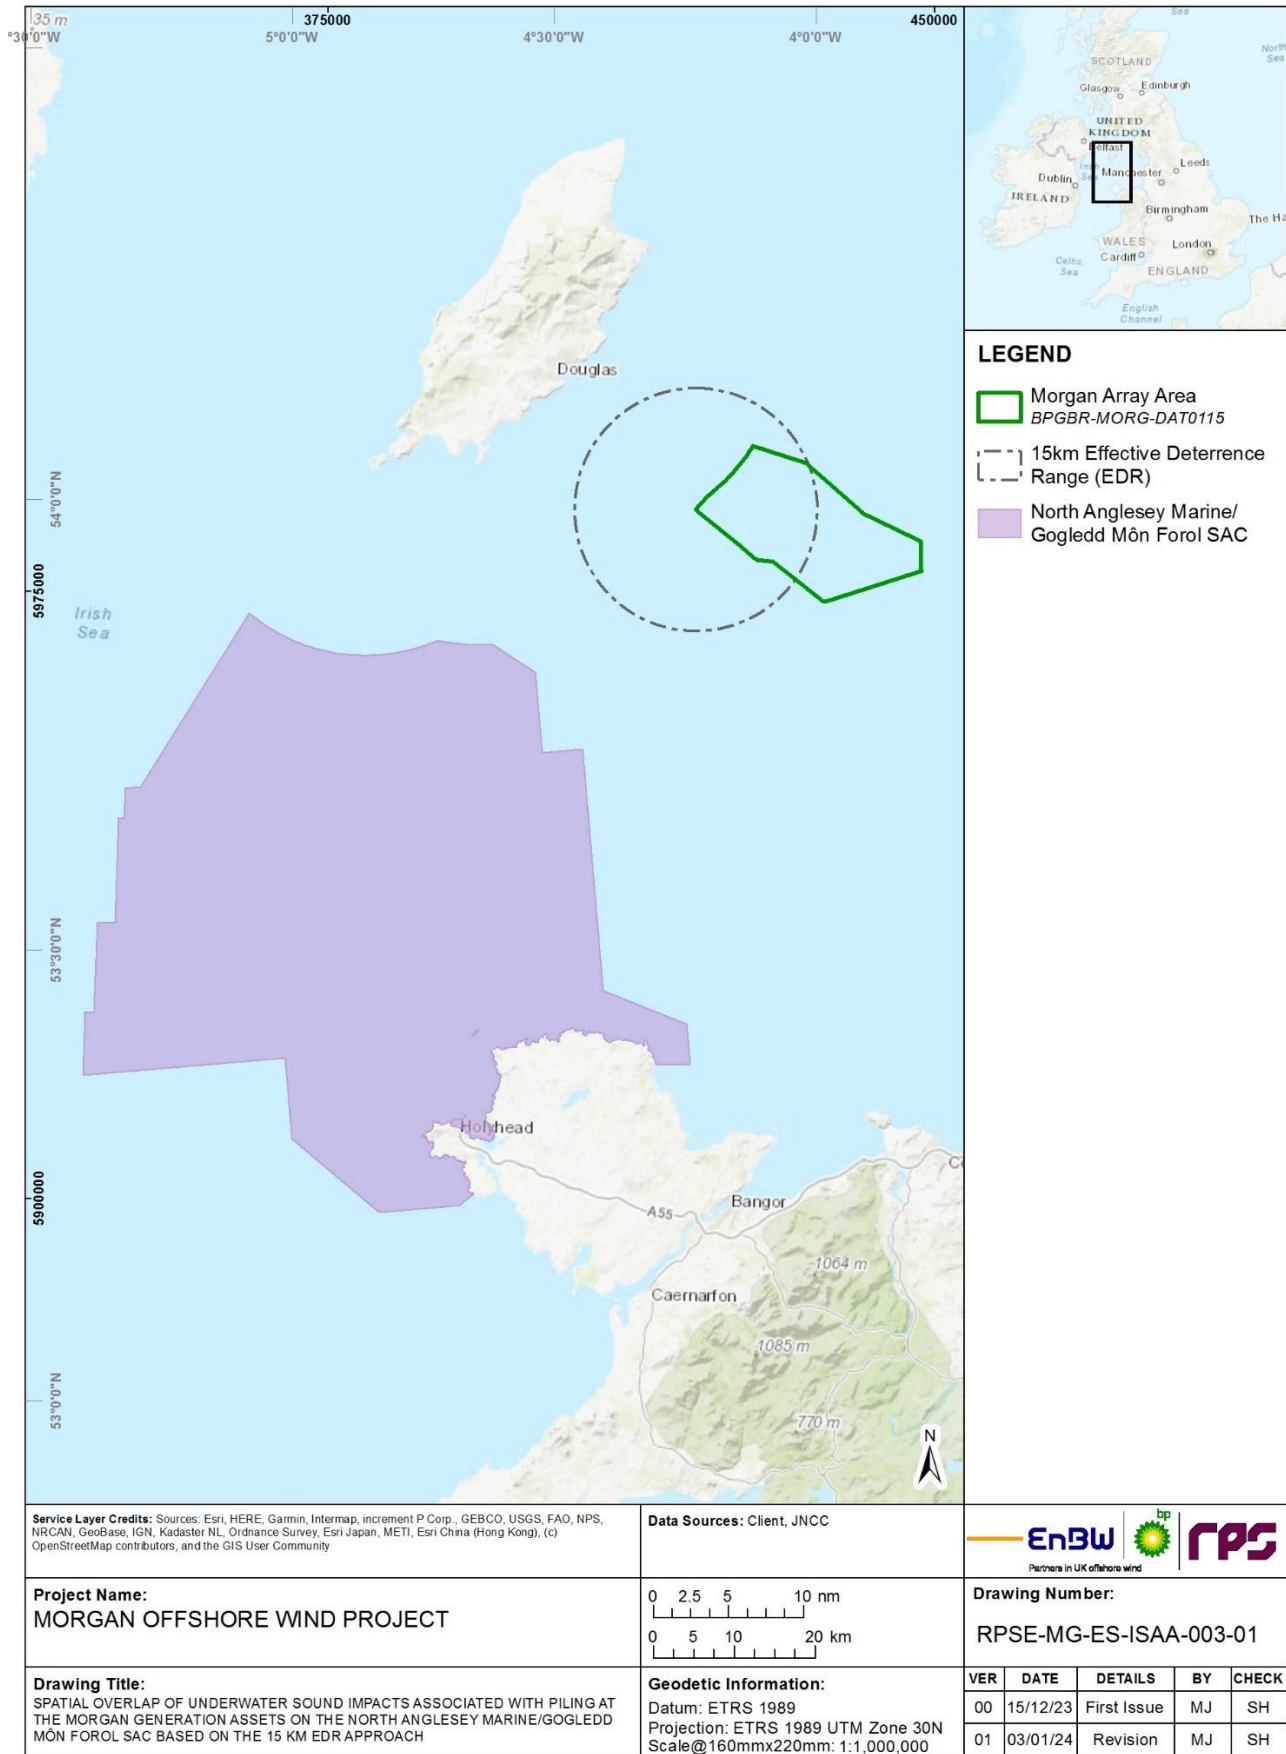 35 m
375000
450000
°30'0"W
5°0'0"W
4°30'0"W
4°0'0"W
54°0'0"N
5975000
53°30'0"N
5900000
53°0'0"N
Douglas
Irish
Sea
Holyhead
Bangor
A55
1064 m
Caernarfon
1085 m
770 m
N
Sea
North
Sea
SCOTLAND
Glasgow
Edinburgh
UNITED
KINGDOM
Belfast
Irish
Sea
Leeds
Dublin
Manchester
IRELAND
Birmingham
The Ha
WALES
London
Cardiff
Celtic
Sea
ENGLAND
English
Channel
LEGEND
Morgan Array Area
BPGBR-MORG-DAT0115
15km Effective Deterrence
Range (EDR)
North Anglesey Marine/
Gogledd Môn Forol SAC
Service Layer Credits: Sources: Esri, HERE, Garmin, Intermap, increment P Corp., GEBCO, USGS, FAO, NPS,
NRCAN, GeoBase, IGN, Kadaster NL, Ordnance Survey, Esri Japan, METI, Esri China (Hong Kong), (c)
OpenStreetMap contributors, and the GIS User Community
Data Sources: Client, JNCC
EnBW
Partners in UK offshore wind
bp
rps
Project Name:
MORGAN OFFSHORE WIND PROJECT
0 2.5 5 10 nm
0 5 10 20 km
Drawing Number:
RPSE-MG-ES-ISAA-003-01
Drawing Title:
SPATIAL OVERLAP OF UNDERWATER SOUND IMPACTS ASSOCIATED WITH PILING AT
THE MORGAN GENERATION ASSETS ON THE NORTH ANGLESEY MARINE/GOGLEDD
MÔN FOROL SAC BASED ON THE 15 KM EDR APPROACH
Geodetic Information:
Datum: ETRS 1989
Projection: ETRS 1989 UTM Zone 30N
Scale@160mmx220mm: 1:1,000,000
VER DATE DETAILS BY CHECK
00 15/12/23 First Issue MJ SH
01 03/01/24 Revision MJ SH